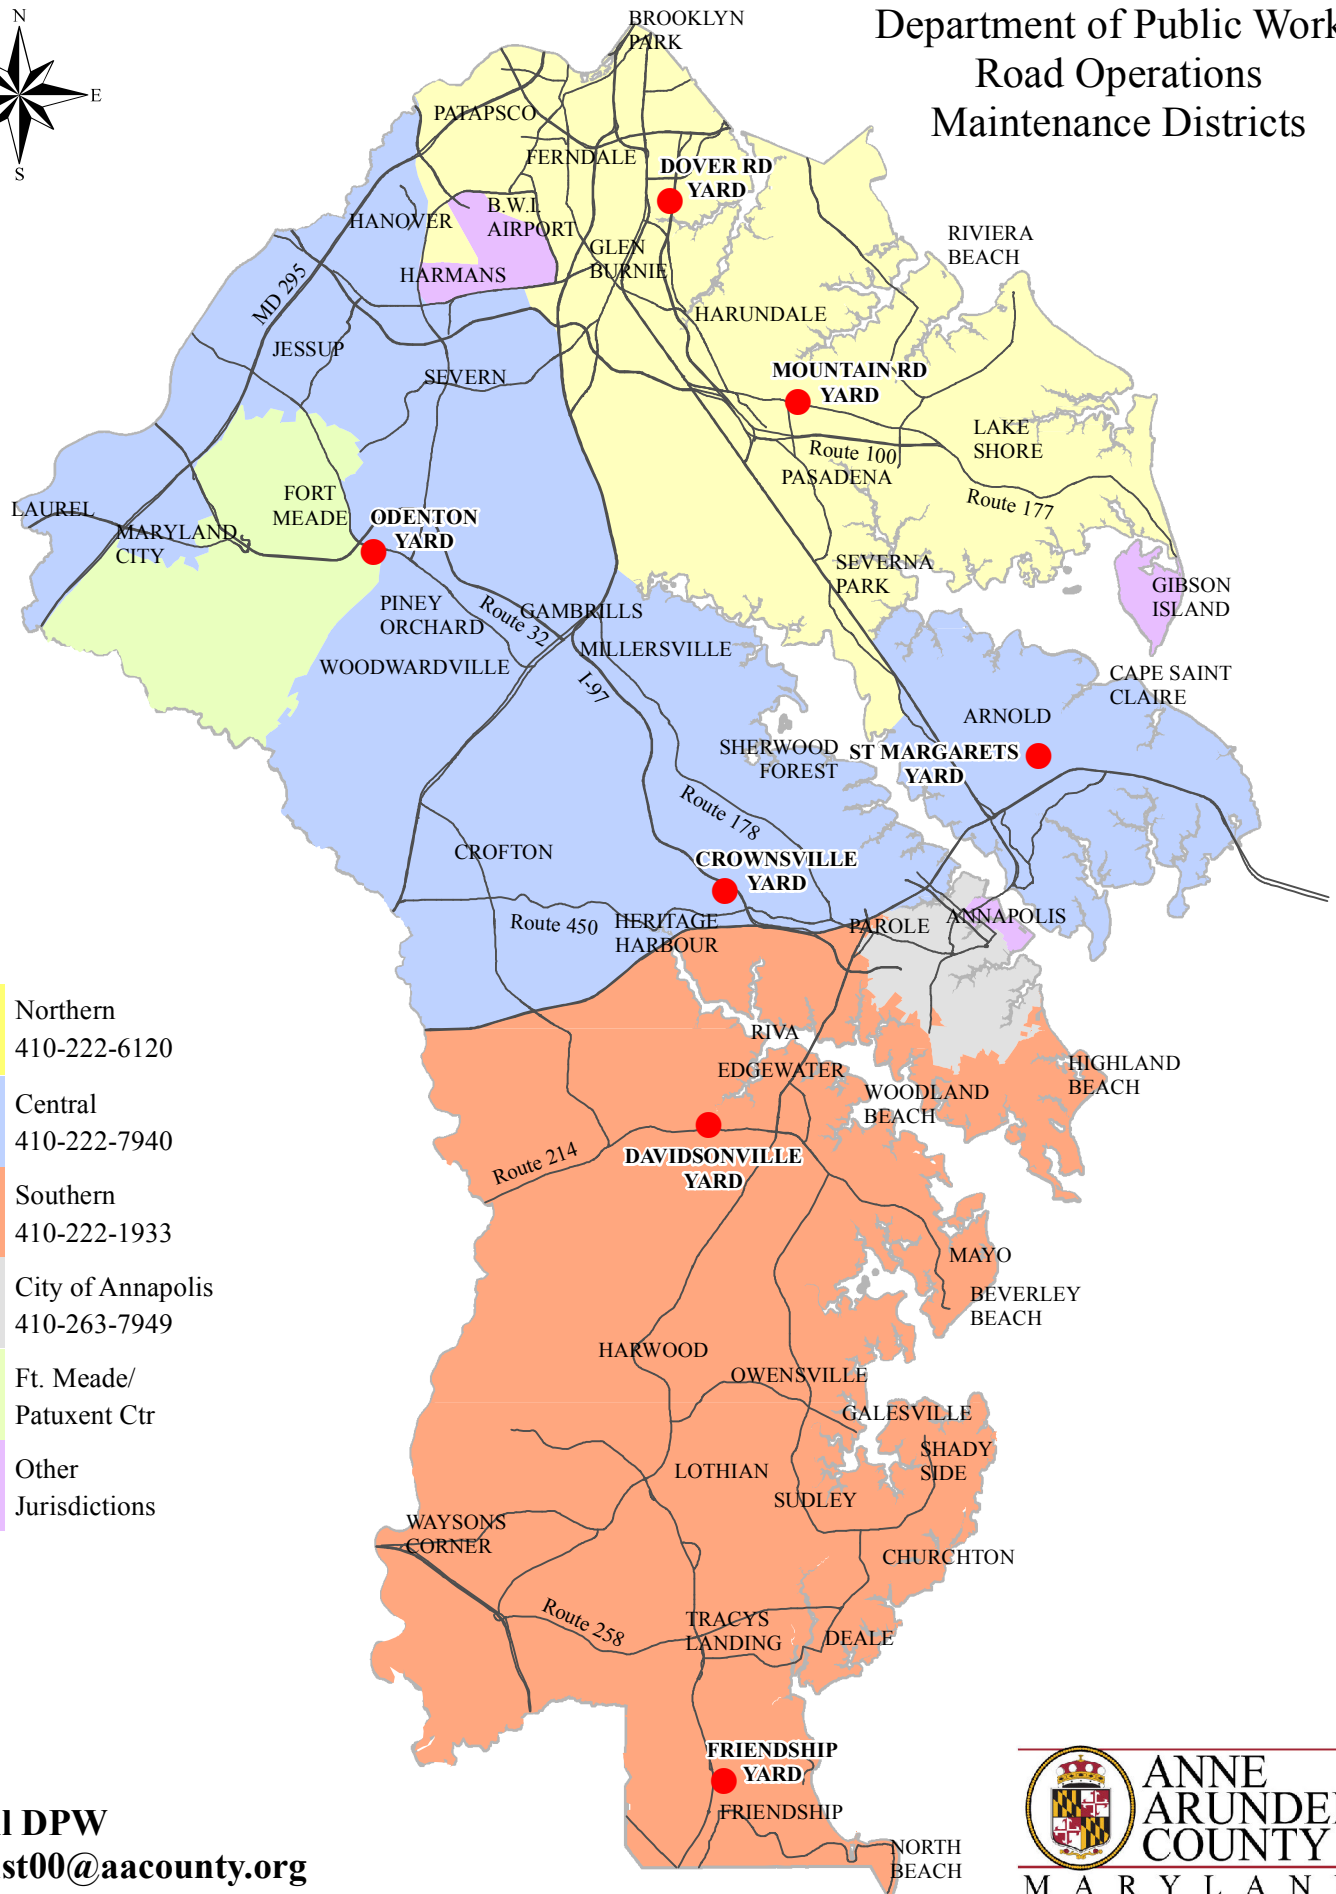 N
E
S
Department of Public Work
Road Operations
Maintenance Districts
BROOKLYN
PARK
PATAPSCO
FERNDALE
DOVER RD
YARD
HANOVER
B.W.I.
AIRPORT
GLEN
BURNIE
RIVIERA
BEACH
HARMANS
MD 295
HARUNDALE
JESSUP
SEVERN
MOUNTAIN RD
YARD
LAKE
SHORE
Route 100
PASADENA
Route 177
FORT
MEADE
LAUREL
MARYLAND
CITY
ODENTON
YARD
SEVERNA
PARK
GIBSON
ISLAND
PINEY
ORCHARD
Route 32
GAMBRILLS
MILLERSVILLE
WOODWARDVILLE
I-97
CAPE SAINT
CLAIRE
ARNOLD
SHERWOOD
FOREST
ST MARGARETS
YARD
Route 178
CROFTON
CROWNSVILLE
YARD
Route 450
HERITAGE
HARBOUR
PAROLE
ANNAPOLIS
Northern
410-222-6120
Central
410-222-7940
Southern
410-222-1933
City of Annapolis
410-263-7949
Ft. Meade/
Patuxent Ctr
Other
Jurisdictions
RIVA
EDGEWATER
WOODLAND
BEACH
HIGHLAND
BEACH
Route 214
DAVIDSONVILLE
YARD
MAYO
BEVERLEY
BEACH
HARWOOD
OWENSVILLE
GALESVILLE
SHADY
SIDE
LOTHIAN
SUDLEY
WAYSONS
CORNER
CHURCHTON
Route 258
TRACYS
LANDING
DEALE
FRIENDSHIP
YARD
FRIENDSHIP
NORTH
BEACH
l DPW
st00@aacounty.org
ANNE
ARUNDE
COUNTY
M A R Y L A N